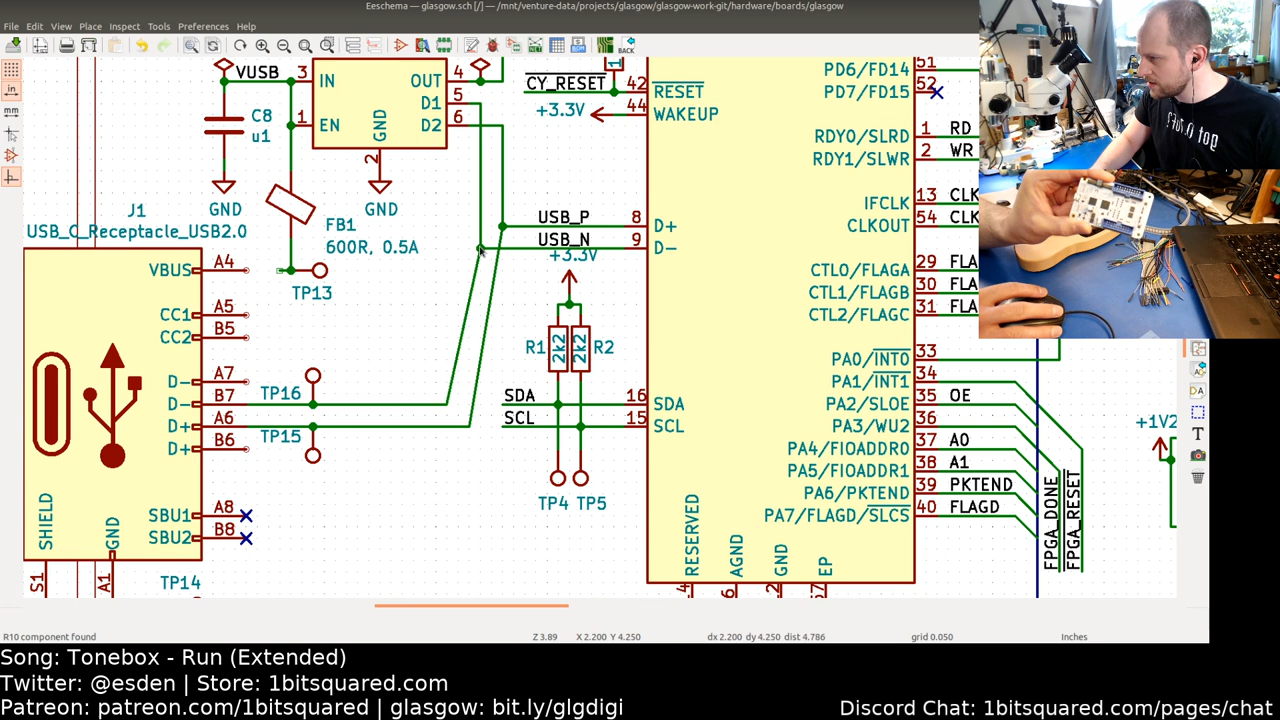 Eeschema — glasgow.sch [/] — /mnt/venture-data/projects/glasgow/glasgow-work-git/hardware/boards/glasgow
File Edit View Place Inspect Tools Preferences Help
BACK
in
mm
VUSB
3 IN
OUT 4
D1 5
1 EN
D2 6
GND
2
C8
u1
GND
GND
FB1
600R, 0.5A
TP13
J1
USB_C_Receptacle_USB2.0
VBUS A4
CC1 A5
CC2 B5
D− A7
D− B7
D+ A6
D+ B6
SBU1 A8
SBU2 B8
SHIELD
GND
S1
A1
TP16
TP15
TP14
CY_RESET
42 RESET
+3.3V
44 WAKEUP
USB_P 8 D+
USB_N 9 D−
+3.3V
R1 2k2 2k2 R2
SDA 16 SDA
SCL 15 SCL
TP4 TP5
PD6/FD14 51
PD7/FD15 52
RDY0/SLRD 1 RD
RDY1/SLWR 2 WR
IFCLK 13 CLK
CLKOUT 54 CLK
CTL0/FLAGA 29 FLA
CTL1/FLAGB 30 FLA
CTL2/FLAGC 31 FLA
PA0/INT0 33
PA1/INT1 34
PA2/SLOE 35 OE
PA3/WU2 36
PA4/FIOADDR0 37 A0
PA5/FIOADDR1 38 A1
PA6/PKTEND 39 PKTEND
PA7/FLAGD/SLCS 40 FLAGD
RESERVED
AGND
GND
EP
FPGA_DONE
FPGA_RESET
+1V2
R10 component found
Z 3.89
X 2.200 Y 4.250
dx 2.200 dy 4.250 dist 4.786
grid 0.050
Inches
Song: Tonebox - Run (Extended)
Twitter: @esden | Store: 1bitsquared.com
Patreon: patreon.com/1bitsquared | glasgow: bit.ly/glgdigi
Discord Chat: 1bitsquared.com/pages/chat